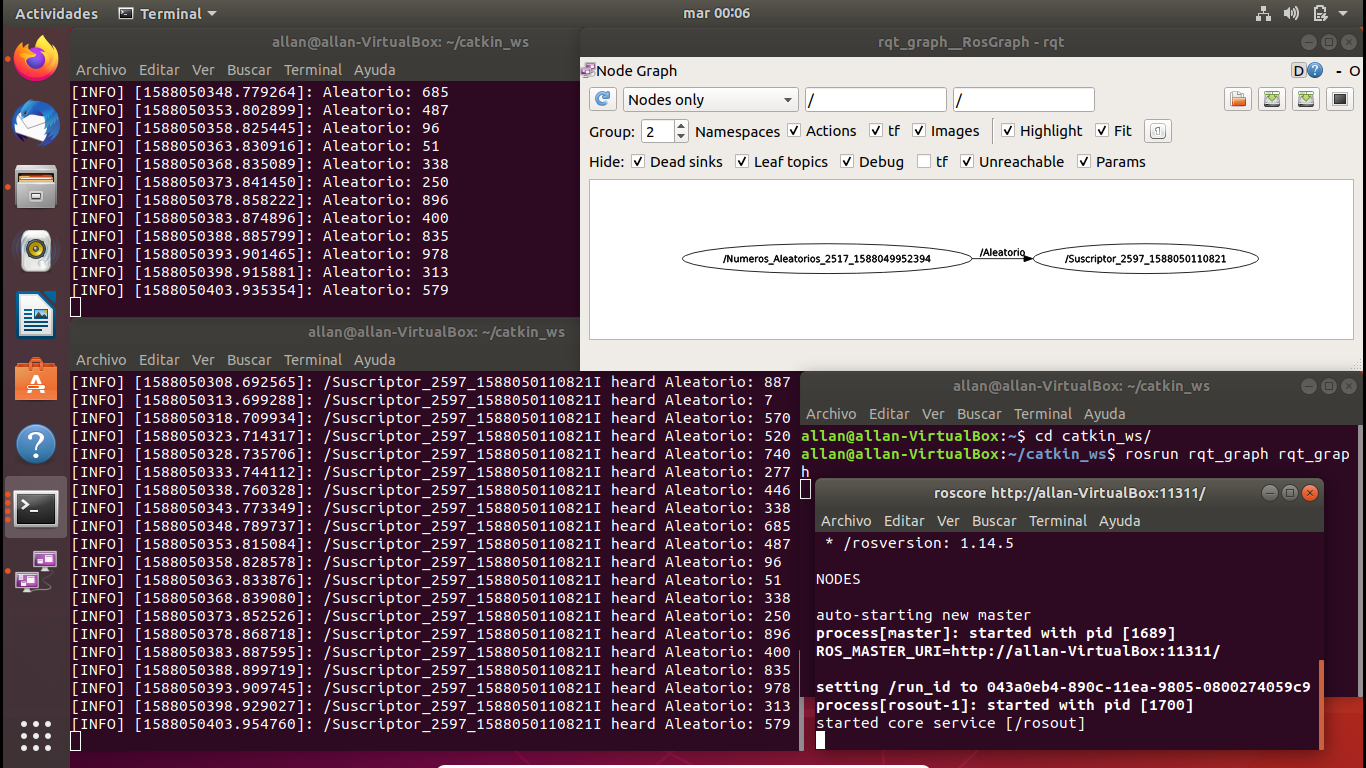 Actividades Terminal mar 00:06
allan@allan-VirtualBox: ~/catkin_ws
Archivo Editar Ver Buscar Terminal Ayuda
[INFO] [1588050348.779264]: Aleatorio: 685
[INFO] [1588050353.802899]: Aleatorio: 487
[INFO] [1588050358.825445]: Aleatorio: 96
[INFO] [1588050363.830916]: Aleatorio: 51
[INFO] [1588050368.835089]: Aleatorio: 338
[INFO] [1588050373.841450]: Aleatorio: 250
[INFO] [1588050378.858222]: Aleatorio: 896
[INFO] [1588050383.874896]: Aleatorio: 400
[INFO] [1588050388.885799]: Aleatorio: 835
[INFO] [1588050393.901465]: Aleatorio: 978
[INFO] [1588050398.915881]: Aleatorio: 313
[INFO] [1588050403.935354]: Aleatorio: 579
rqt_graph__RosGraph - rqt
Node Graph D ? - O
Nodes only / /
Group: 2 Namespaces Actions tf Images Highlight Fit
Hide: Dead sinks Leaf topics Debug tf Unreachable Params
/Numeros_Aleatorios_2517_1588049952394 /Aleatorio /Suscriptor_2597_1588050110821
allan@allan-VirtualBox: ~/catkin_ws
Archivo Editar Ver Buscar Terminal Ayuda
[INFO] [1588050308.692565]: /Suscriptor_2597_1588050110821I heard Aleatorio: 887
[INFO] [1588050313.699288]: /Suscriptor_2597_1588050110821I heard Aleatorio: 7
[INFO] [1588050318.709934]: /Suscriptor_2597_1588050110821I heard Aleatorio: 570
[INFO] [1588050323.714317]: /Suscriptor_2597_1588050110821I heard Aleatorio: 520
[INFO] [1588050328.735706]: /Suscriptor_2597_1588050110821I heard Aleatorio: 740
[INFO] [1588050333.744112]: /Suscriptor_2597_1588050110821I heard Aleatorio: 277
[INFO] [1588050338.760328]: /Suscriptor_2597_1588050110821I heard Aleatorio: 446
[INFO] [1588050343.773349]: /Suscriptor_2597_1588050110821I heard Aleatorio: 338
[INFO] [1588050348.789737]: /Suscriptor_2597_1588050110821I heard Aleatorio: 685
[INFO] [1588050353.815084]: /Suscriptor_2597_1588050110821I heard Aleatorio: 487
[INFO] [1588050358.828578]: /Suscriptor_2597_1588050110821I heard Aleatorio: 96
[INFO] [1588050363.833876]: /Suscriptor_2597_1588050110821I heard Aleatorio: 51
[INFO] [1588050368.839080]: /Suscriptor_2597_1588050110821I heard Aleatorio: 338
[INFO] [1588050373.852526]: /Suscriptor_2597_1588050110821I heard Aleatorio: 250
[INFO] [1588050378.868718]: /Suscriptor_2597_1588050110821I heard Aleatorio: 896
[INFO] [1588050383.887595]: /Suscriptor_2597_1588050110821I heard Aleatorio: 400
[INFO] [1588050388.899719]: /Suscriptor_2597_1588050110821I heard Aleatorio: 835
[INFO] [1588050393.909745]: /Suscriptor_2597_1588050110821I heard Aleatorio: 978
[INFO] [1588050398.929027]: /Suscriptor_2597_1588050110821I heard Aleatorio: 313
[INFO] [1588050403.954760]: /Suscriptor_2597_1588050110821I heard Aleatorio: 579
allan@allan-VirtualBox: ~/catkin_ws
Archivo Editar Ver Buscar Terminal Ayuda
allan@allan-VirtualBox:~$ cd catkin_ws/
allan@allan-VirtualBox:~/catkin_ws$ rosrun rqt_graph rqt_grap
h
roscore http://allan-VirtualBox:11311/
Archivo Editar Ver Buscar Terminal Ayuda
* /rosversion: 1.14.5
NODES
auto-starting new master
process[master]: started with pid [1689]
ROS_MASTER_URI=http://allan-VirtualBox:11311/
setting /run_id to 043a0eb4-890c-11ea-9805-0800274059c9
process[rosout-1]: started with pid [1700]
started core service [/rosout]